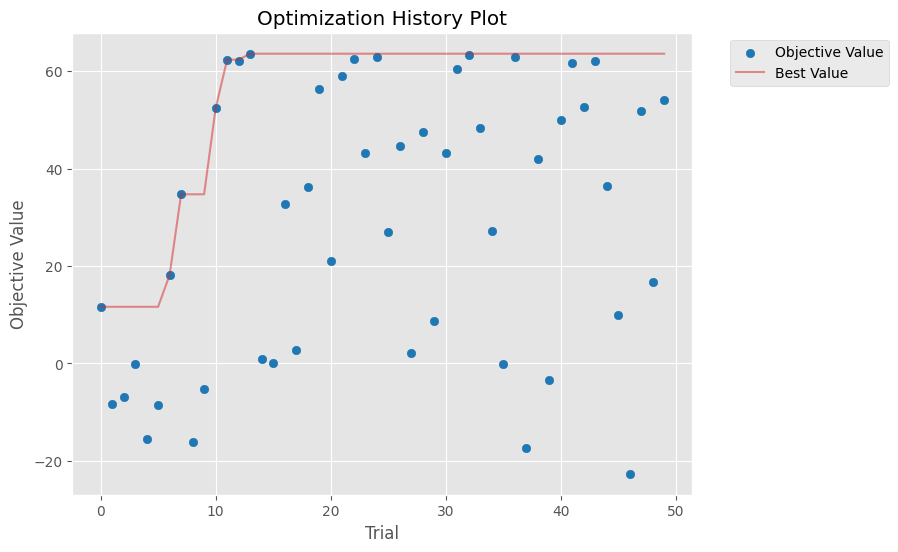 Optimization History Plot
Objective Value
Best Value
Objective Value
60
40
20
0
−20
0 10 20 30 40 50
Trial